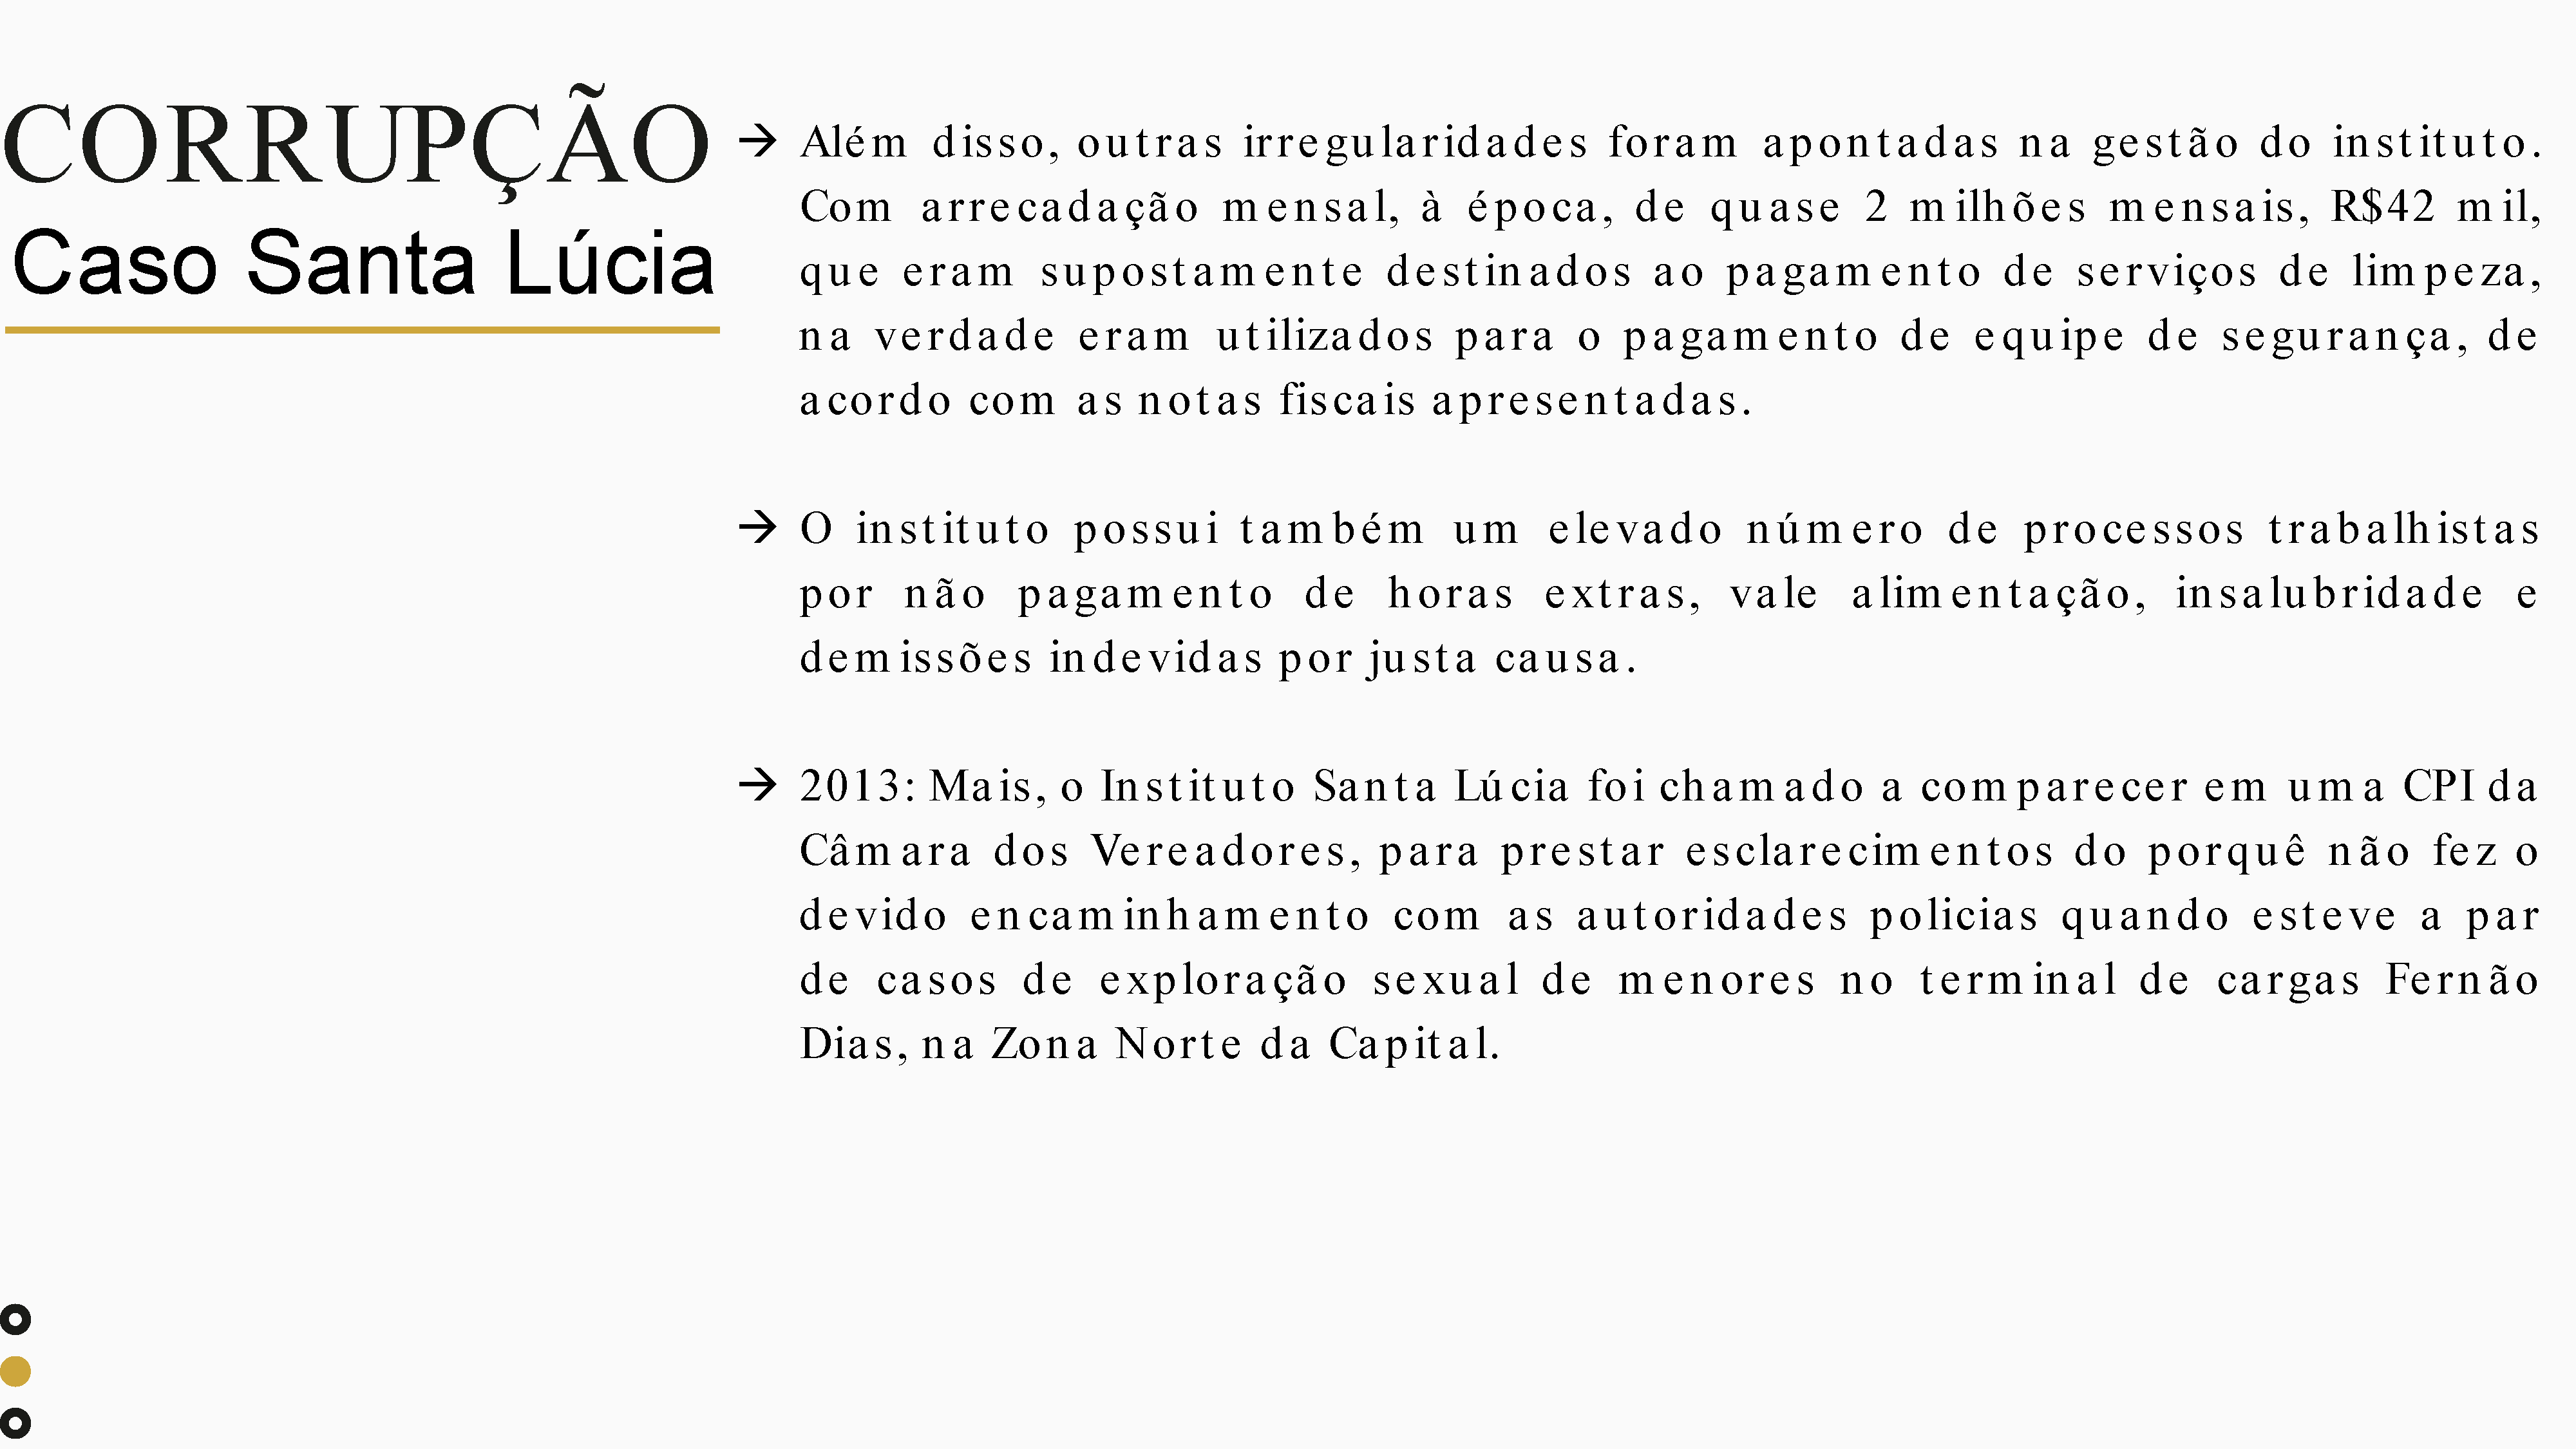 CORRUPÇÃO
Caso Santa Lúcia
→ Além disso, outras irregularidades foram apontadas na gestão do instituto.
Com arrecadação mensal, à época, de quase 2 milhões mensais, R$42 mil,
que eram supostamente destinados ao pagamento de serviços de limpeza,
na verdade eram utilizados para o pagamento de equipe de segurança, de
acordo com as notas fiscais apresentadas.
→ O instituto possui também um elevado número de processos trabalhistas
por não pagamento de horas extras, vale alimentação, insalubridade e
demissões indevidas por justa causa.
→ 2013: Mais, o Instituto Santa Lúcia foi chamado a comparecer em uma CPI da
Câmara dos Vereadores, para prestar esclarecimentos do porquê não fez o
devido encaminhamento com as autoridades policias quando esteve a par
de casos de exploração sexual de menores no terminal de cargas Fernão
Dias, na Zona Norte da Capital.